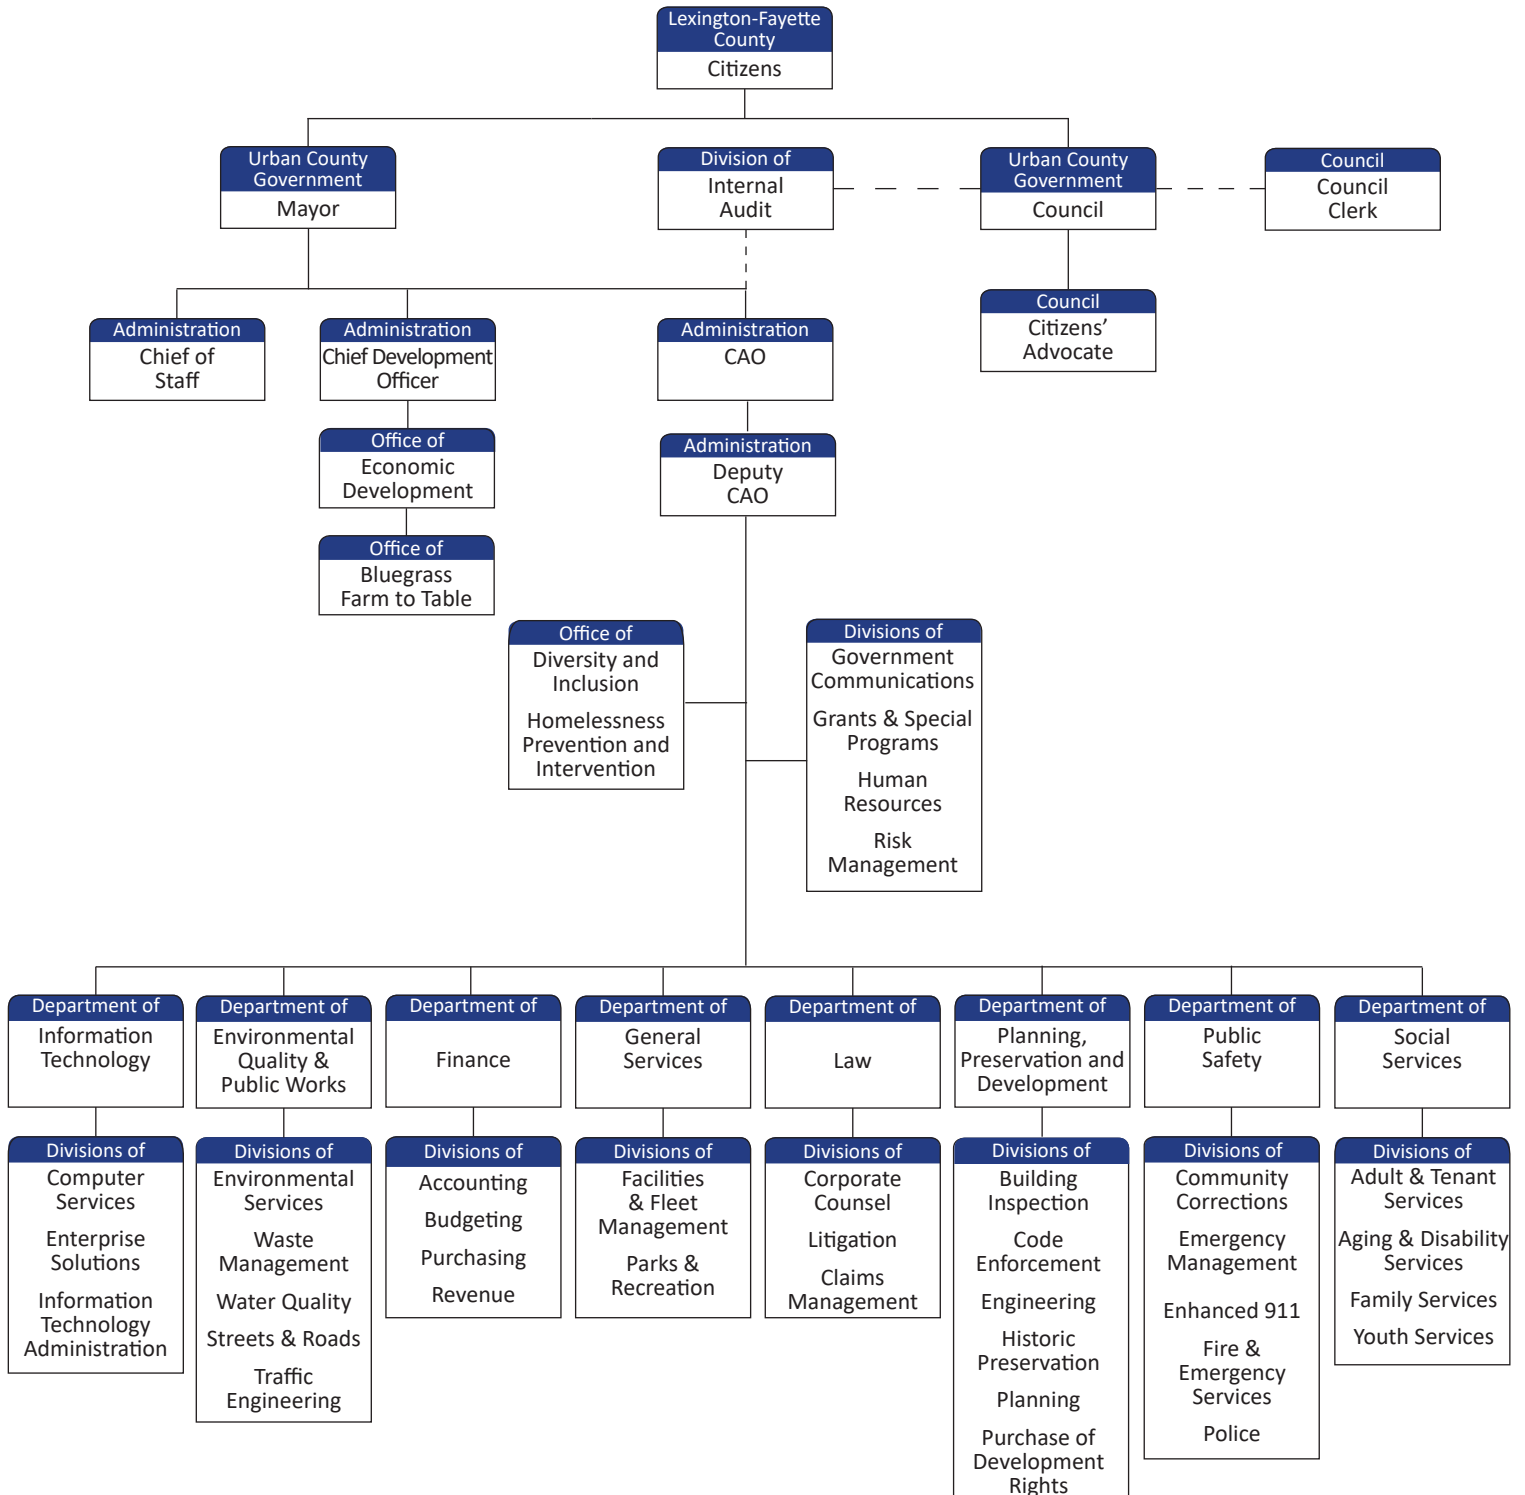 Lexington-Fayette
County
Citizens
Urban County
Government
Mayor
Division of
Internal
Audit
Urban County
Government
Council
Council
Council
Clerk
Administration
Chief of
Staff
Administration
Chief Development
Officer
Administration
CAO
Council
Citizens’
Advocate
Office of
Economic
Development
Administration
Deputy
CAO
Office of
Bluegrass
Farm to Table
Office of
Diversity and
Inclusion
Homelessness
Prevention and
Intervention
Divisions of
Government
Communications
Grants & Special
Programs
Human
Resources
Risk
Management
Department of
Information
Technology
Department of
Environmental
Quality &
Public Works
Department of
Finance
Department of
General
Services
Department of
Law
Department of
Planning,
Preservation and
Development
Department of
Public
Safety
Department of
Social
Services
Divisions of
Computer
Services
Enterprise
Solutions
Information
Technology
Administration
Divisions of
Environmental
Services
Waste
Management
Water Quality
Streets & Roads
Traffic
Engineering
Divisions of
Accounting
Budgeting
Purchasing
Revenue
Divisions of
Facilities
& Fleet
Management
Parks &
Recreation
Divisions of
Corporate
Counsel
Litigation
Claims
Management
Divisions of
Building
Inspection
Code
Enforcement
Engineering
Historic
Preservation
Planning
Purchase of
Development
Rights
Divisions of
Community
Corrections
Emergency
Management
Enhanced 911
Fire &
Emergency
Services
Police
Divisions of
Adult & Tenant
Services
Aging & Disability
Services
Family Services
Youth Services